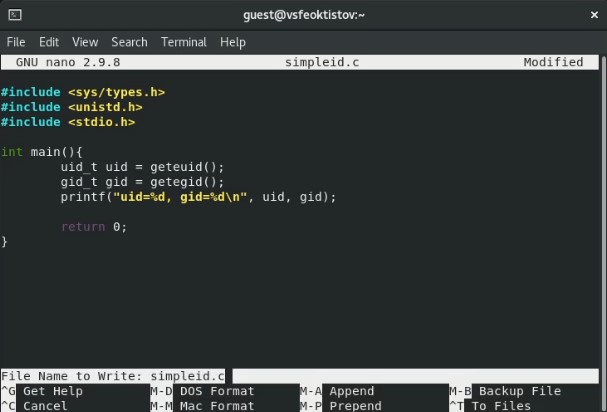 guest@vsfeoktistov:~
File Edit View Search Terminal Help
GNU nano 2.9.8 simpleid.c Modified
#include <sys/types.h>
#include <unistd.h>
#include <stdio.h>
int main(){
uid_t uid = geteuid();
gid_t gid = getegid();
printf("uid=%d, gid=%d\n", uid, gid);
return 0;
}
File Name to Write: simpleid.c
^G Get Help M-D DOS Format M-A Append M-B Backup File
^C Cancel M-M Mac Format M-P Prepend ^T To Files